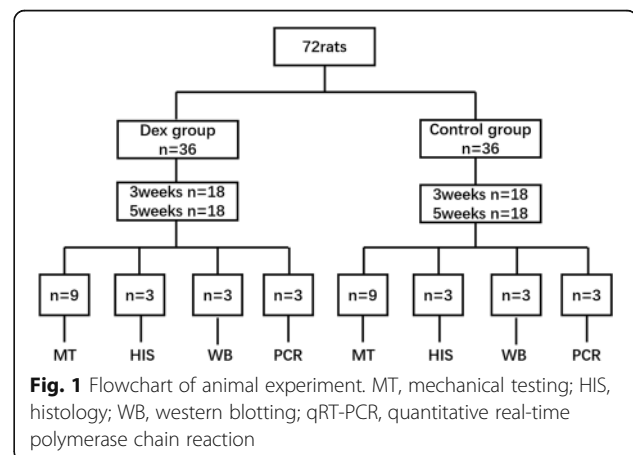 72rats
Dex group
n=36
Control group
n=36
3weeks n=18
5weeks n=18
3weeks n=18
5weeks n=18
n=9 n=3 n=3 n=3 n=9 n=3 n=3 n=3
MT HIS WB PCR MT HIS WB PCR
Fig. 1 Flowchart of animal experiment. MT, mechanical testing; HIS,
histology; WB, western blotting; qRT-PCR, quantitative real-time
polymerase chain reaction